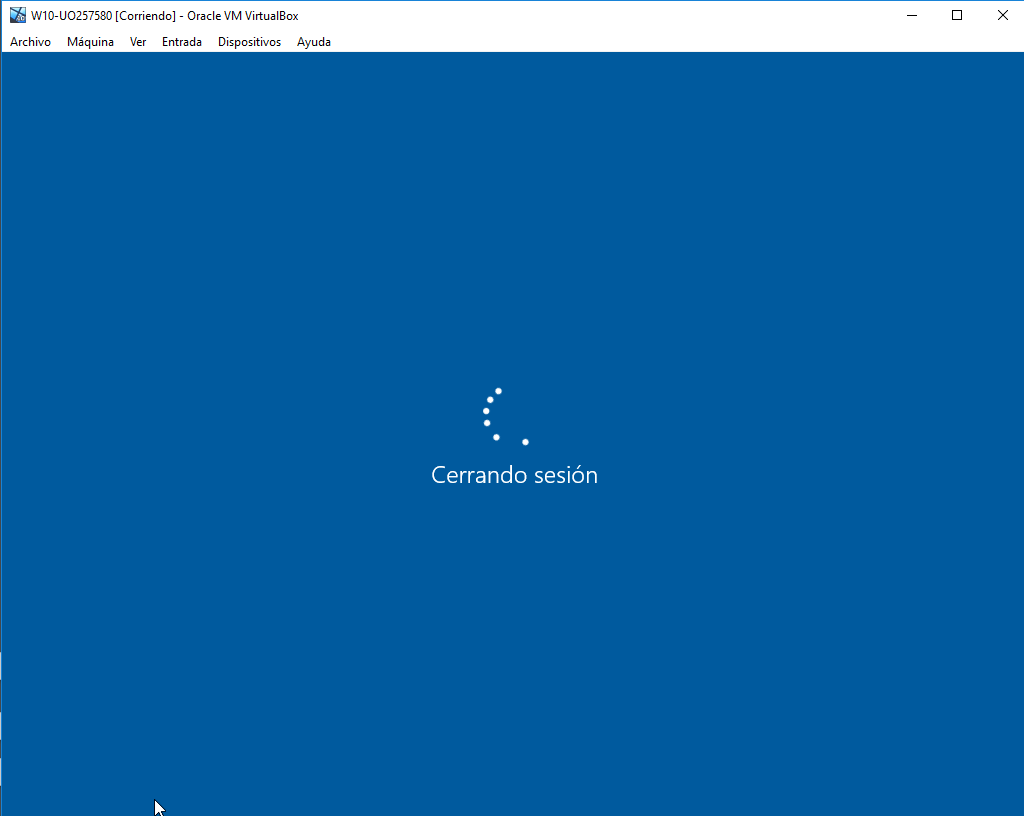 W10-UO257580 [Corriendo] - Oracle VM VirtualBox
Archivo Máquina Ver Entrada Dispositivos Ayuda
Cerrando sesión